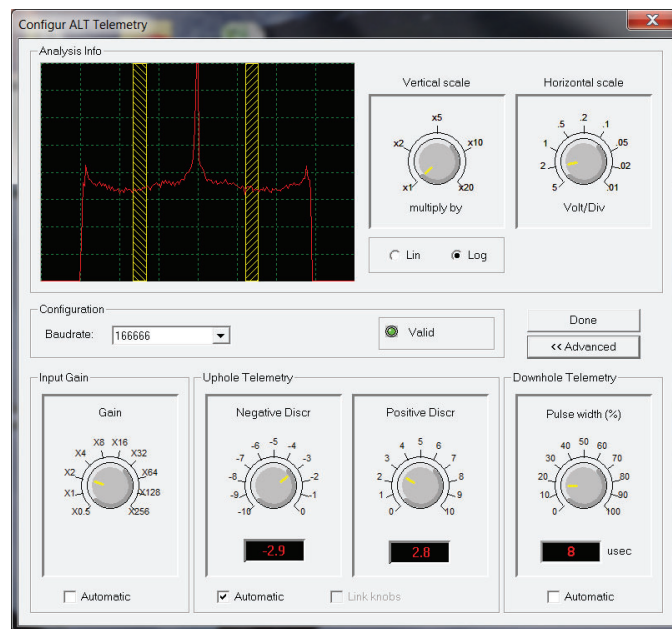 Configur ALT Telemetry
X
Analysis Info
Vertical scale
x1
x2
x5
x10
x20
multiply by
Lin
Log
Horizontal scale
5
2
1
.5
.2
.1
.05
.02
.01
Volt/Div
Configuration
Baudrate:
166666
Valid
Done
<< Advanced
Input Gain
Gain
X0.5
X1
X2
X4
X8
X16
X32
X64
X128
X256
Automatic
Uphole Telemetry
Negative Discr
-10
-9
-8
-7
-6
-5
-4
-3
-2
-1
0
-2.9
Automatic
Positive Discr
0
1
2
3
4
5
6
7
8
9
10
2.8
Link knobs
Downhole Telemetry
Pulse width (%)
0
10
20
30
40
50
60
70
80
90
100
8 usec
Automatic